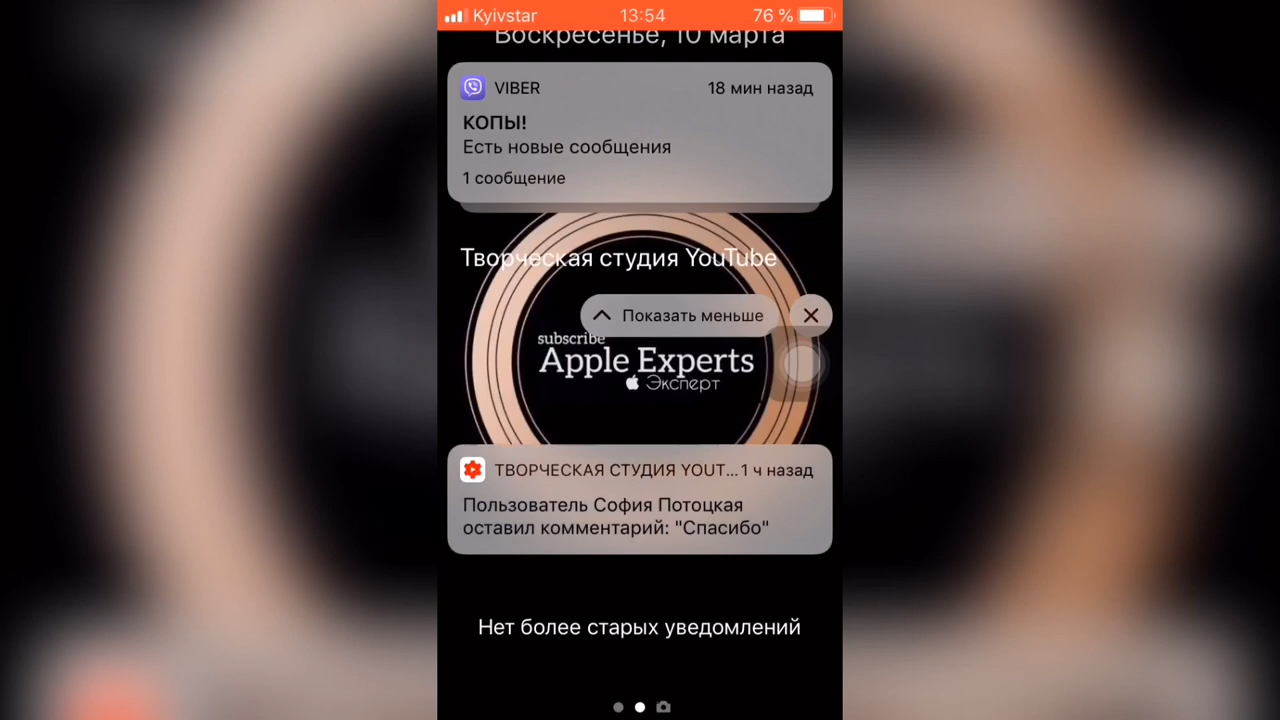 Kyivstar 13:54 76 %
Воскресенье, 10 марта
VIBER 18 мин назад
КОПЫ!
Есть новые сообщения
1 сообщение
Творческая студия YouTube
Показать меньше
subscribe
Apple Experts
Эксперт
ТВОРЧЕСКАЯ СТУДИЯ YOUT... 1 ч назад
Пользователь София Потоцкая
оставил комментарий: "Спасибо"
Нет более старых уведомлений